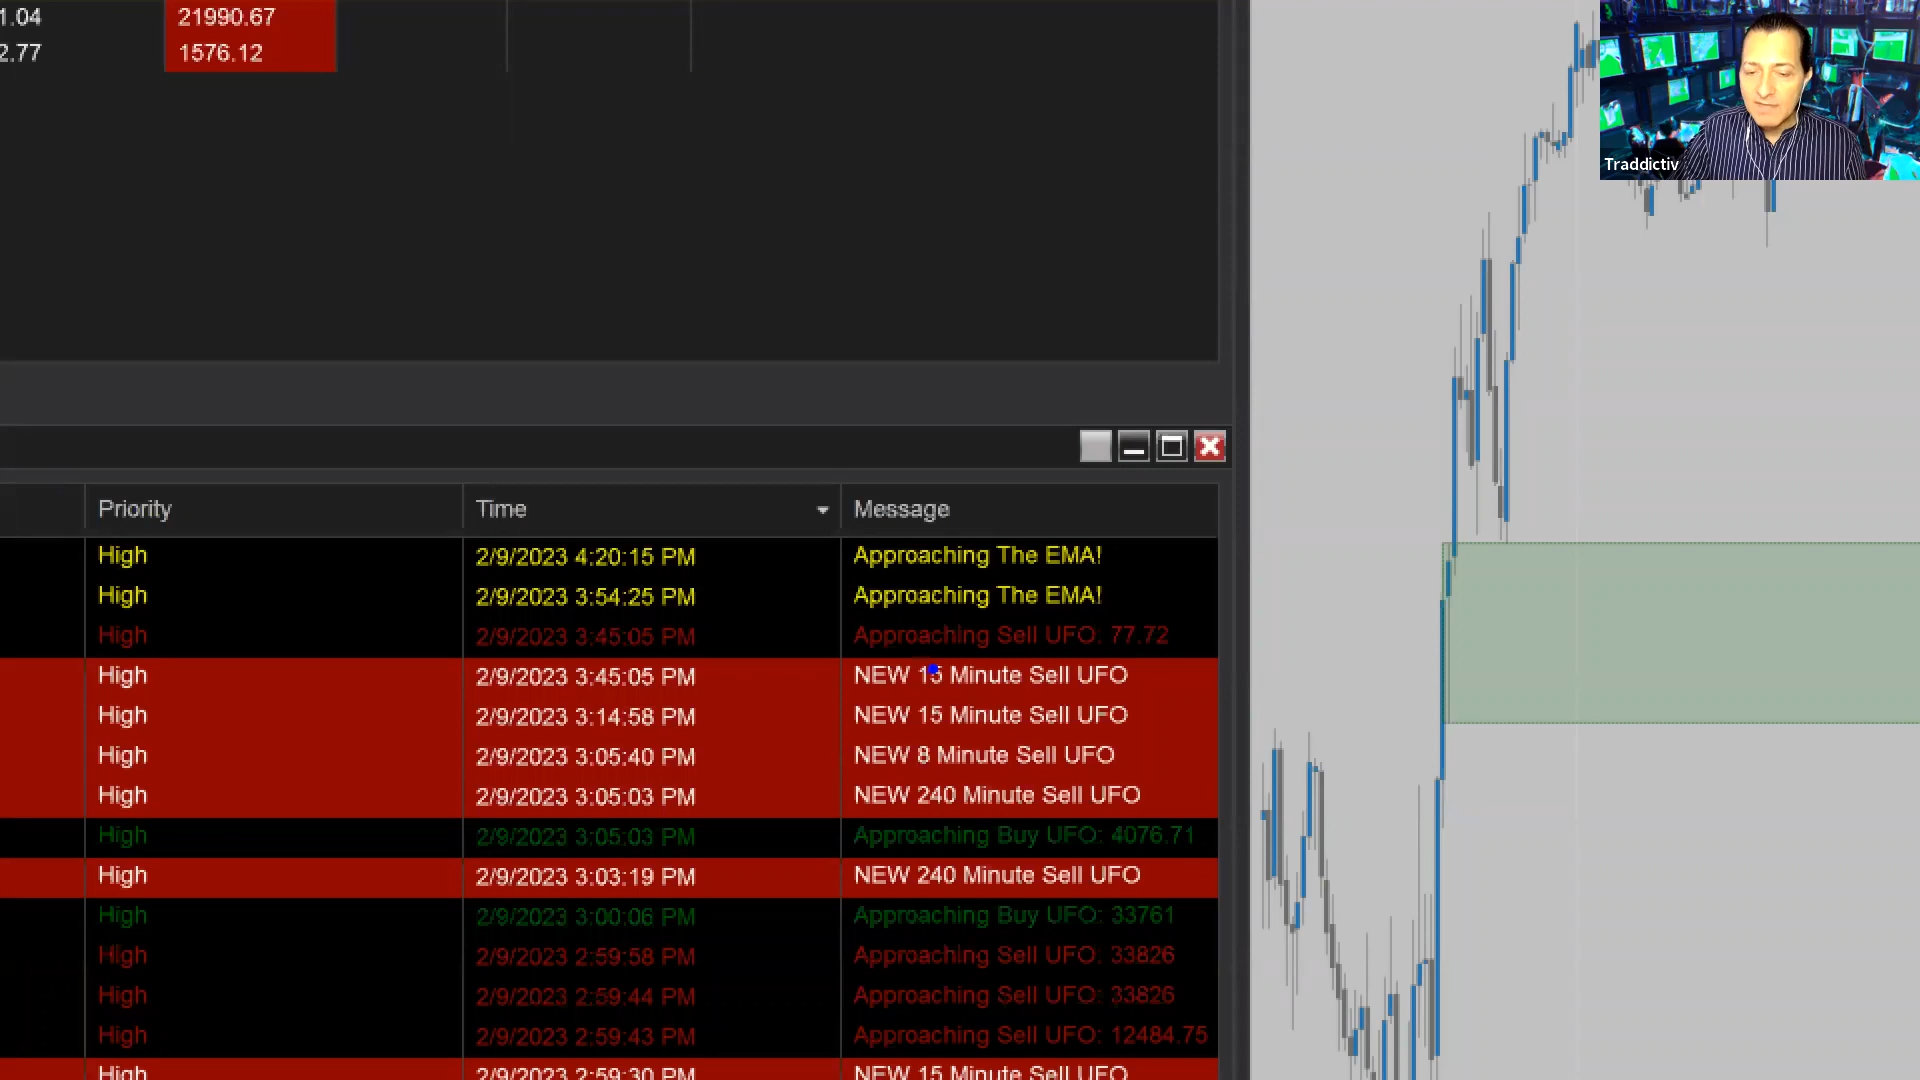 1.04 21990.67
2.77 1576.12
Traddictiv
Priority Time Message
High 2/9/2023 4:20:15 PM Approaching The EMA!
High 2/9/2023 3:54:25 PM Approaching The EMA!
High 2/9/2023 3:45:05 PM Approaching Sell UFO: 77.72
High 2/9/2023 3:45:05 PM NEW 15 Minute Sell UFO
High 2/9/2023 3:14:58 PM NEW 15 Minute Sell UFO
High 2/9/2023 3:05:40 PM NEW 8 Minute Sell UFO
High 2/9/2023 3:05:03 PM NEW 240 Minute Sell UFO
High 2/9/2023 3:05:03 PM Approaching Buy UFO: 4076.71
High 2/9/2023 3:03:19 PM NEW 240 Minute Sell UFO
High 2/9/2023 3:00:06 PM Approaching Buy UFO: 33761
High 2/9/2023 2:59:58 PM Approaching Sell UFO: 33826
High 2/9/2023 2:59:44 PM Approaching Sell UFO: 33826
High 2/9/2023 2:59:43 PM Approaching Sell UFO: 12484.75
High 2/9/2023 2:59:30 PM NEW 15 Minute Sell UFO